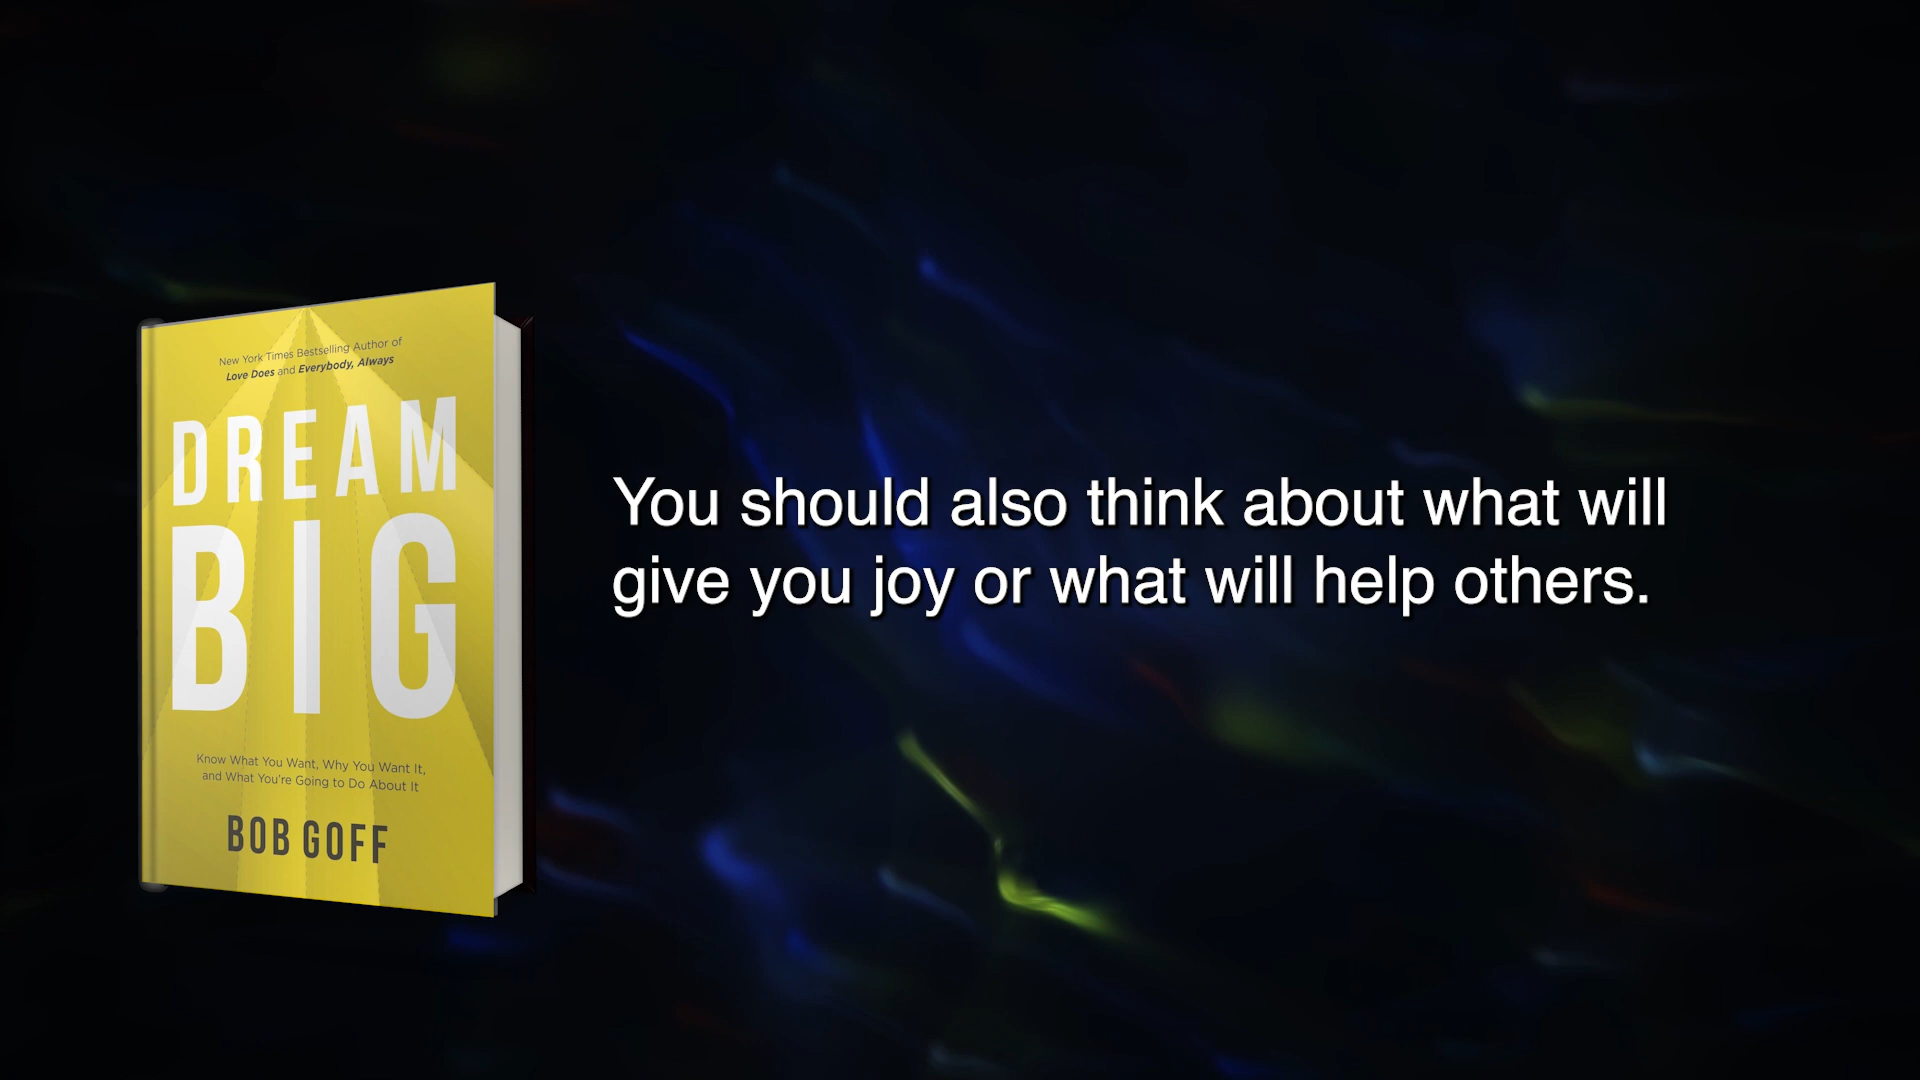 New York Times Bestselling Author of
Love Does and Everybody, Always
DREAM
BIG
Know What You Want, Why You Want It,
and What You're Going to Do About It
BOB GOFF
You should also think about what will
give you joy or what will help others.